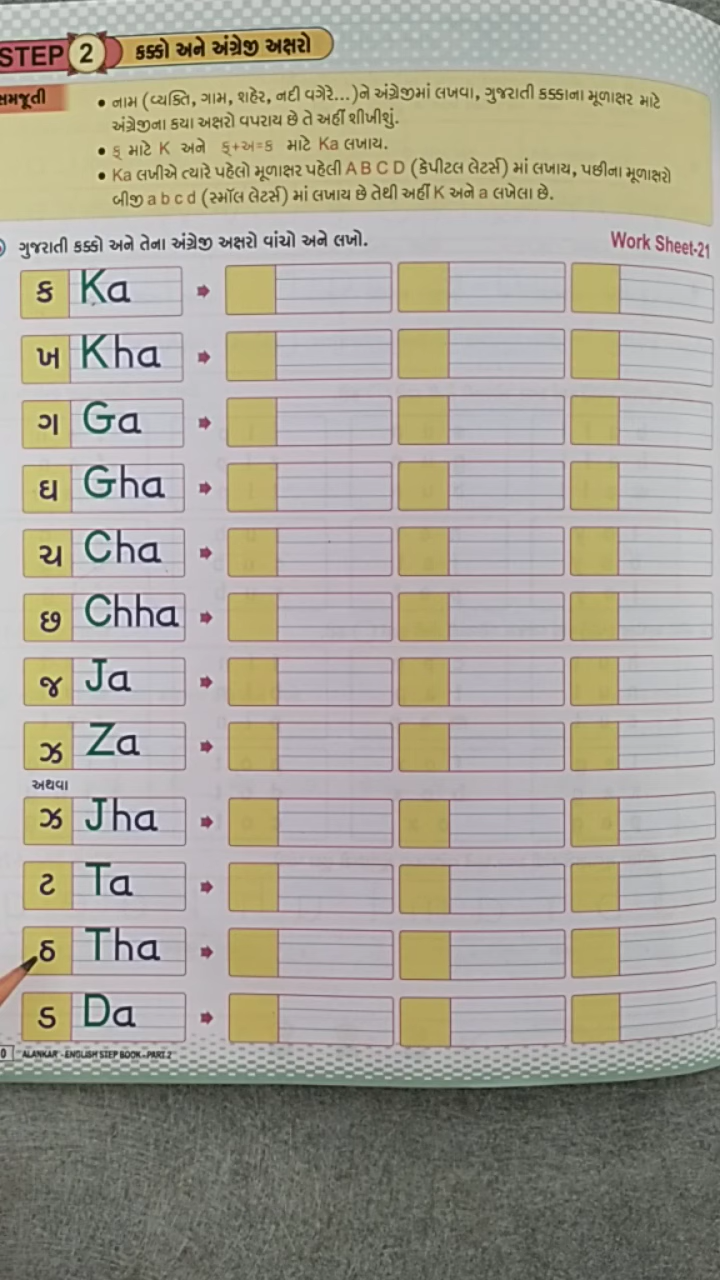 STEP 2 કક્કો અને અંગ્રેજી અક્ષરો
સમજૂતી
• નામ (વ્યક્તિ, ગામ, શહેર, નદી વગેરે...)ને અંગ્રેજીમાં લખવા, ગુજરાતી કક્કાના મૂળાક્ષર માટે
અંગ્રેજીના કયા અક્ષરો વપરાય છે તે અહીં શીખીશું.
• ક્ માટે K અને ક્+અ=ક માટે Ka લખાય.
• Ka લખીએ ત્યારે પહેલો મૂળાક્ષર પહેલી A B C D (કેપીટલ લેટર્સ) માં લખાય, પછીના મૂળાક્ષરો
બીજી a b c d (સ્મૉલ લેટર્સ) માં લખાય છે તેથી અહીં K અને a લખેલા છે.
ગુજરાતી કક્કો અને તેના અંગ્રેજી અક્ષરો વાંચો અને લખો.
Work Sheet-21
ક Ka
ખ Kha
ગ Ga
ઘ Gha
ચ Cha
છ Chha
જ Ja
ઝ Za
અથવા
ઝ Jha
ટ Ta
ઠ Tha
ડ Da
0 ALANKAR - ENGLISH STEP BOOK - PART-2